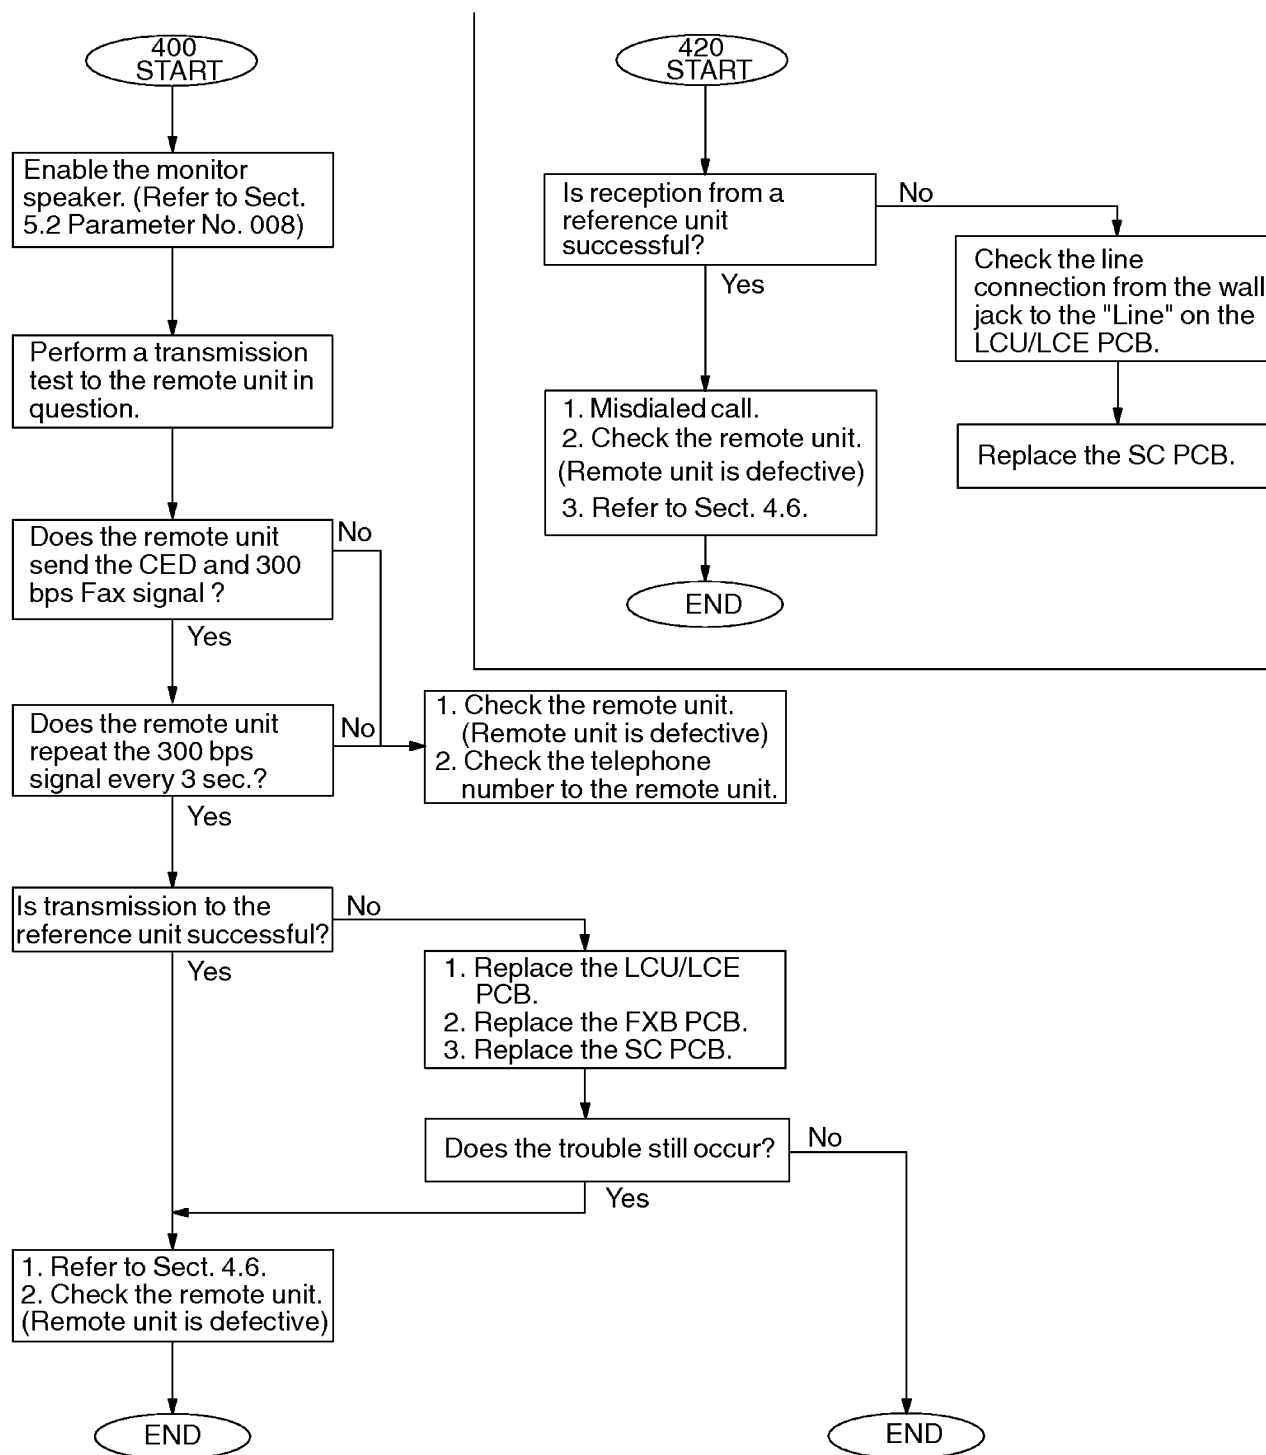 400
START
Enable the monitor
speaker. (Refer to Sect.
5.2 Parameter No. 008)
Perform a transmission
test to the remote unit in
question.
Does the remote unit
send the CED and 300
bps Fax signal ?
No
Yes
Does the remote unit
repeat the 300 bps
signal every 3 sec.?
No
Yes
1. Check the remote unit.
(Remote unit is defective)
2. Check the telephone
number to the remote unit.
Is transmission to the
reference unit successful?
No
Yes
1. Replace the LCU/LCE
PCB.
2. Replace the FXB PCB.
3. Replace the SC PCB.
Does the trouble still occur?
No
Yes
1. Refer to Sect. 4.6.
2. Check the remote unit.
(Remote unit is defective)
END
END
420
START
Is reception from a
reference unit
successful?
No
Yes
Check the line
connection from the wall
jack to the "Line" on the
LCU/LCE PCB.
Replace the SC PCB.
1. Misdialed call.
2. Check the remote unit.
(Remote unit is defective)
3. Refer to Sect. 4.6.
END